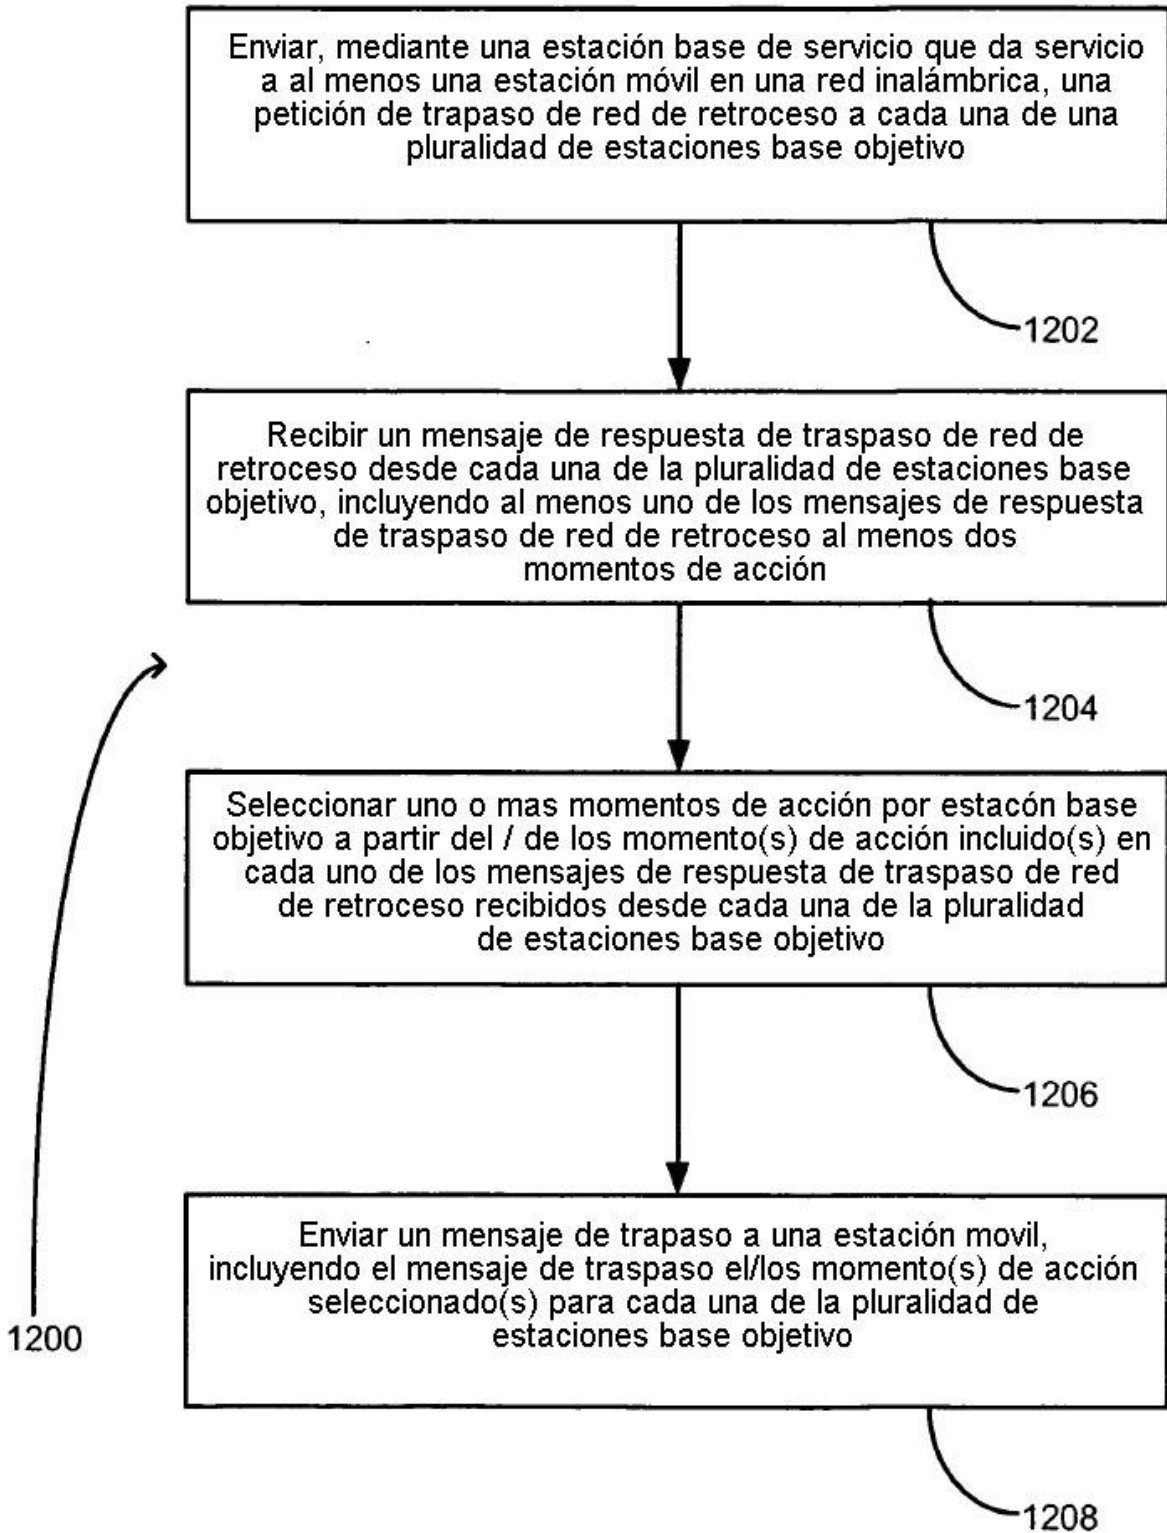 Enviar, mediante una estación base de servicio que da servicio
a al menos una estación móvil en una red inalámbrica, una
petición de trapaso de red de retroceso a cada una de una
pluralidad de estaciones base objetivo
1202
Recibir un mensaje de respuesta de traspaso de red de
retroceso desde cada una de la pluralidad de estaciones base
objetivo, incluyendo al menos uno de los mensajes de respuesta
de traspaso de red de retroceso al menos dos
momentos de acción
1204
Seleccionar uno o mas momentos de acción por estacón base
objetivo a partir del / de los momento(s) de acción incluido(s) en
cada uno de los mensajes de respuesta de traspaso de red
de retroceso recibidos desde cada una de la pluralidad
de estaciones base objetivo
1206
Enviar un mensaje de trapaso a una estación movil,
incluyendo el mensaje de traspaso el/los momento(s) de acción
seleccionado(s) para cada una de la pluralidad de
estaciones base objetivo
1200
1208